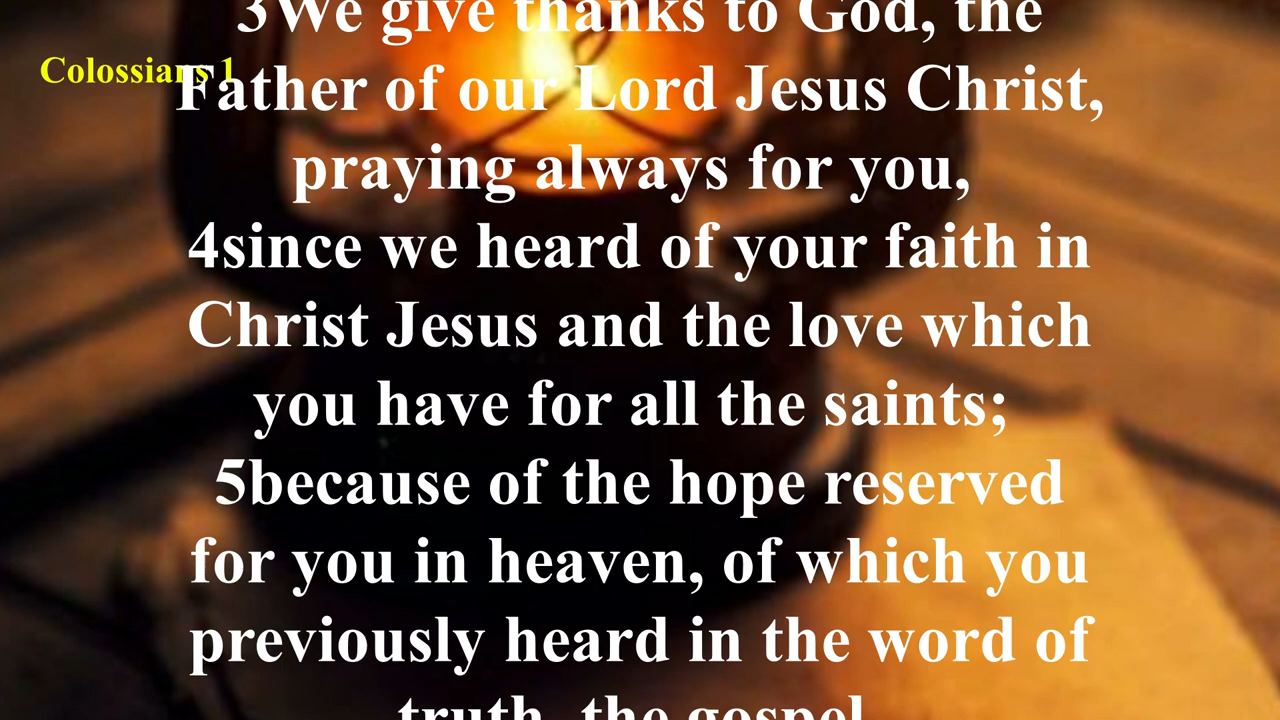 3We give thanks to God, the
Colossians 1
Father of our Lord Jesus Christ,
praying always for you,
4since we heard of your faith in
Christ Jesus and the love which
you have for all the saints;
5because of the hope reserved
for you in heaven, of which you
previously heard in the word of
truth, the gospel